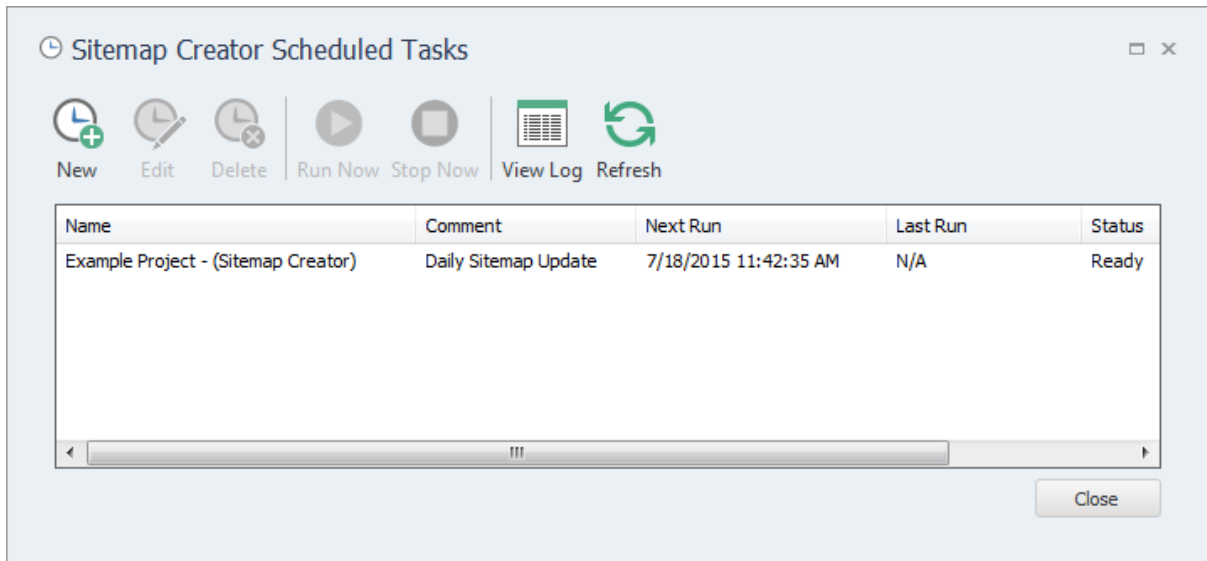 Sitemap Creator Scheduled Tasks
New Edit Delete Run Now Stop Now View Log Refresh
Name Comment Next Run Last Run Status
Example Project - (Sitemap Creator) Daily Sitemap Update 7/18/2015 11:42:35 AM N/A Ready
Close